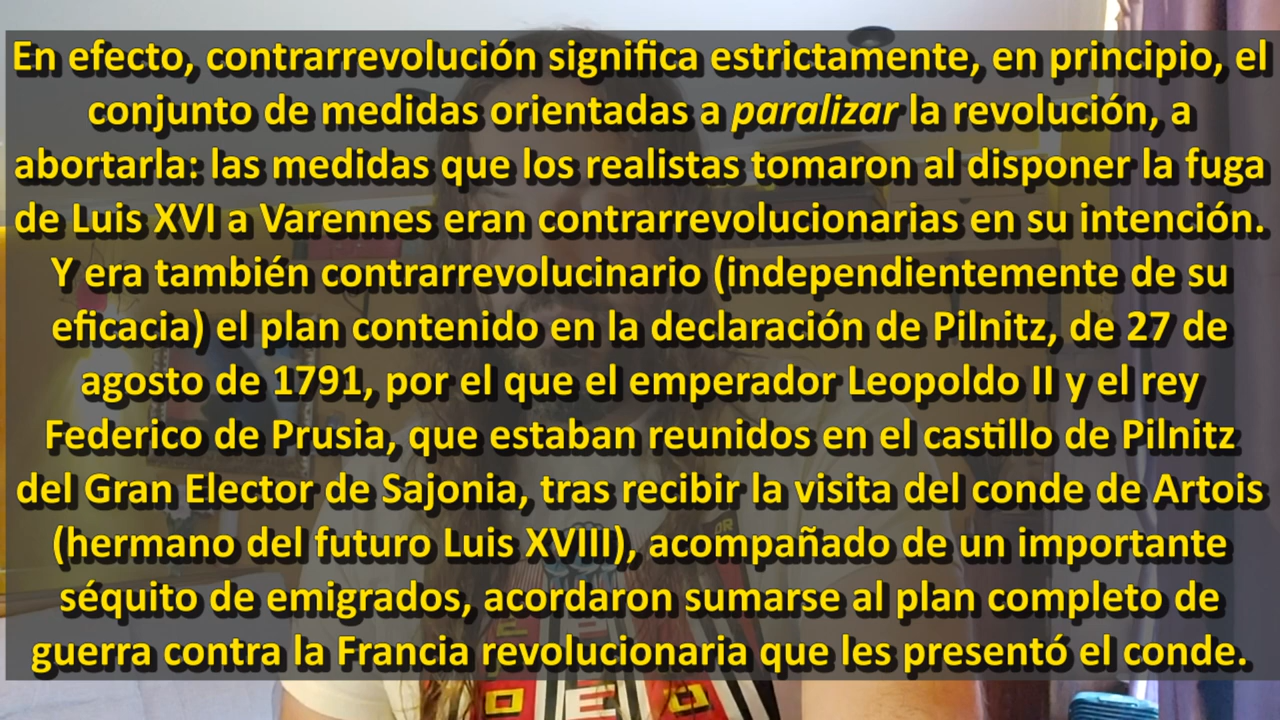 En efecto, contrarrevolución significa estrictamente, en principio, el
conjunto de medidas orientadas a paralizar la revolución, a
abortarla: las medidas que los realistas tomaron al disponer la fuga
de Luis XVI a Varennes eran contrarrevolucionarias en su intención.
Y era también contrarrevolucinario (independientemente de su
eficacia) el plan contenido en la declaración de Pilnitz, de 27 de
agosto de 1791, por el que el emperador Leopoldo II y el rey
Federico de Prusia, que estaban reunidos en el castillo de Pilnitz
del Gran Elector de Sajonia, tras recibir la visita del conde de Artois
(hermano del futuro Luis XVIII), acompañado de un importante
séquito de emigrados, acordaron sumarse al plan completo de
guerra contra la Francia revolucionaria que les presentó el conde.